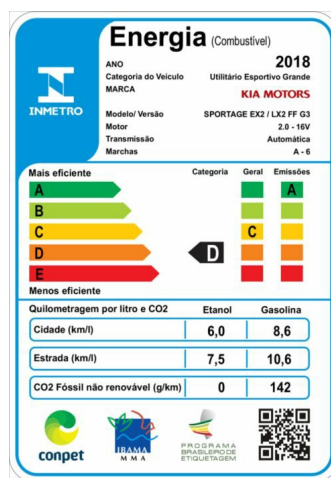 Energia (Combustível)
ANO 2018
Categoria do Veículo Utilitário Esportivo Grande
MARCA KIA MOTORS
INMETRO
Modelo/ Versão SPORTAGE EX2 / LX2 FF G3
Motor 2.0 - 16V
Transmissão Automática
Marchas A - 6
Mais eficiente Categoria Geral Emissões
A A
B
C C
D D
E
Menos eficiente
Quilometragem por litro e CO2 Etanol Gasolina
Cidade (km/l) 6,0 8,6
Estrada (km/l) 7,5 10,6
CO2 Fóssil não renovável (g/km) 0 142
conpet
IBAMA
M M A
PROGRAMA
BRASILEIRO DE
ETIQUETAGEM